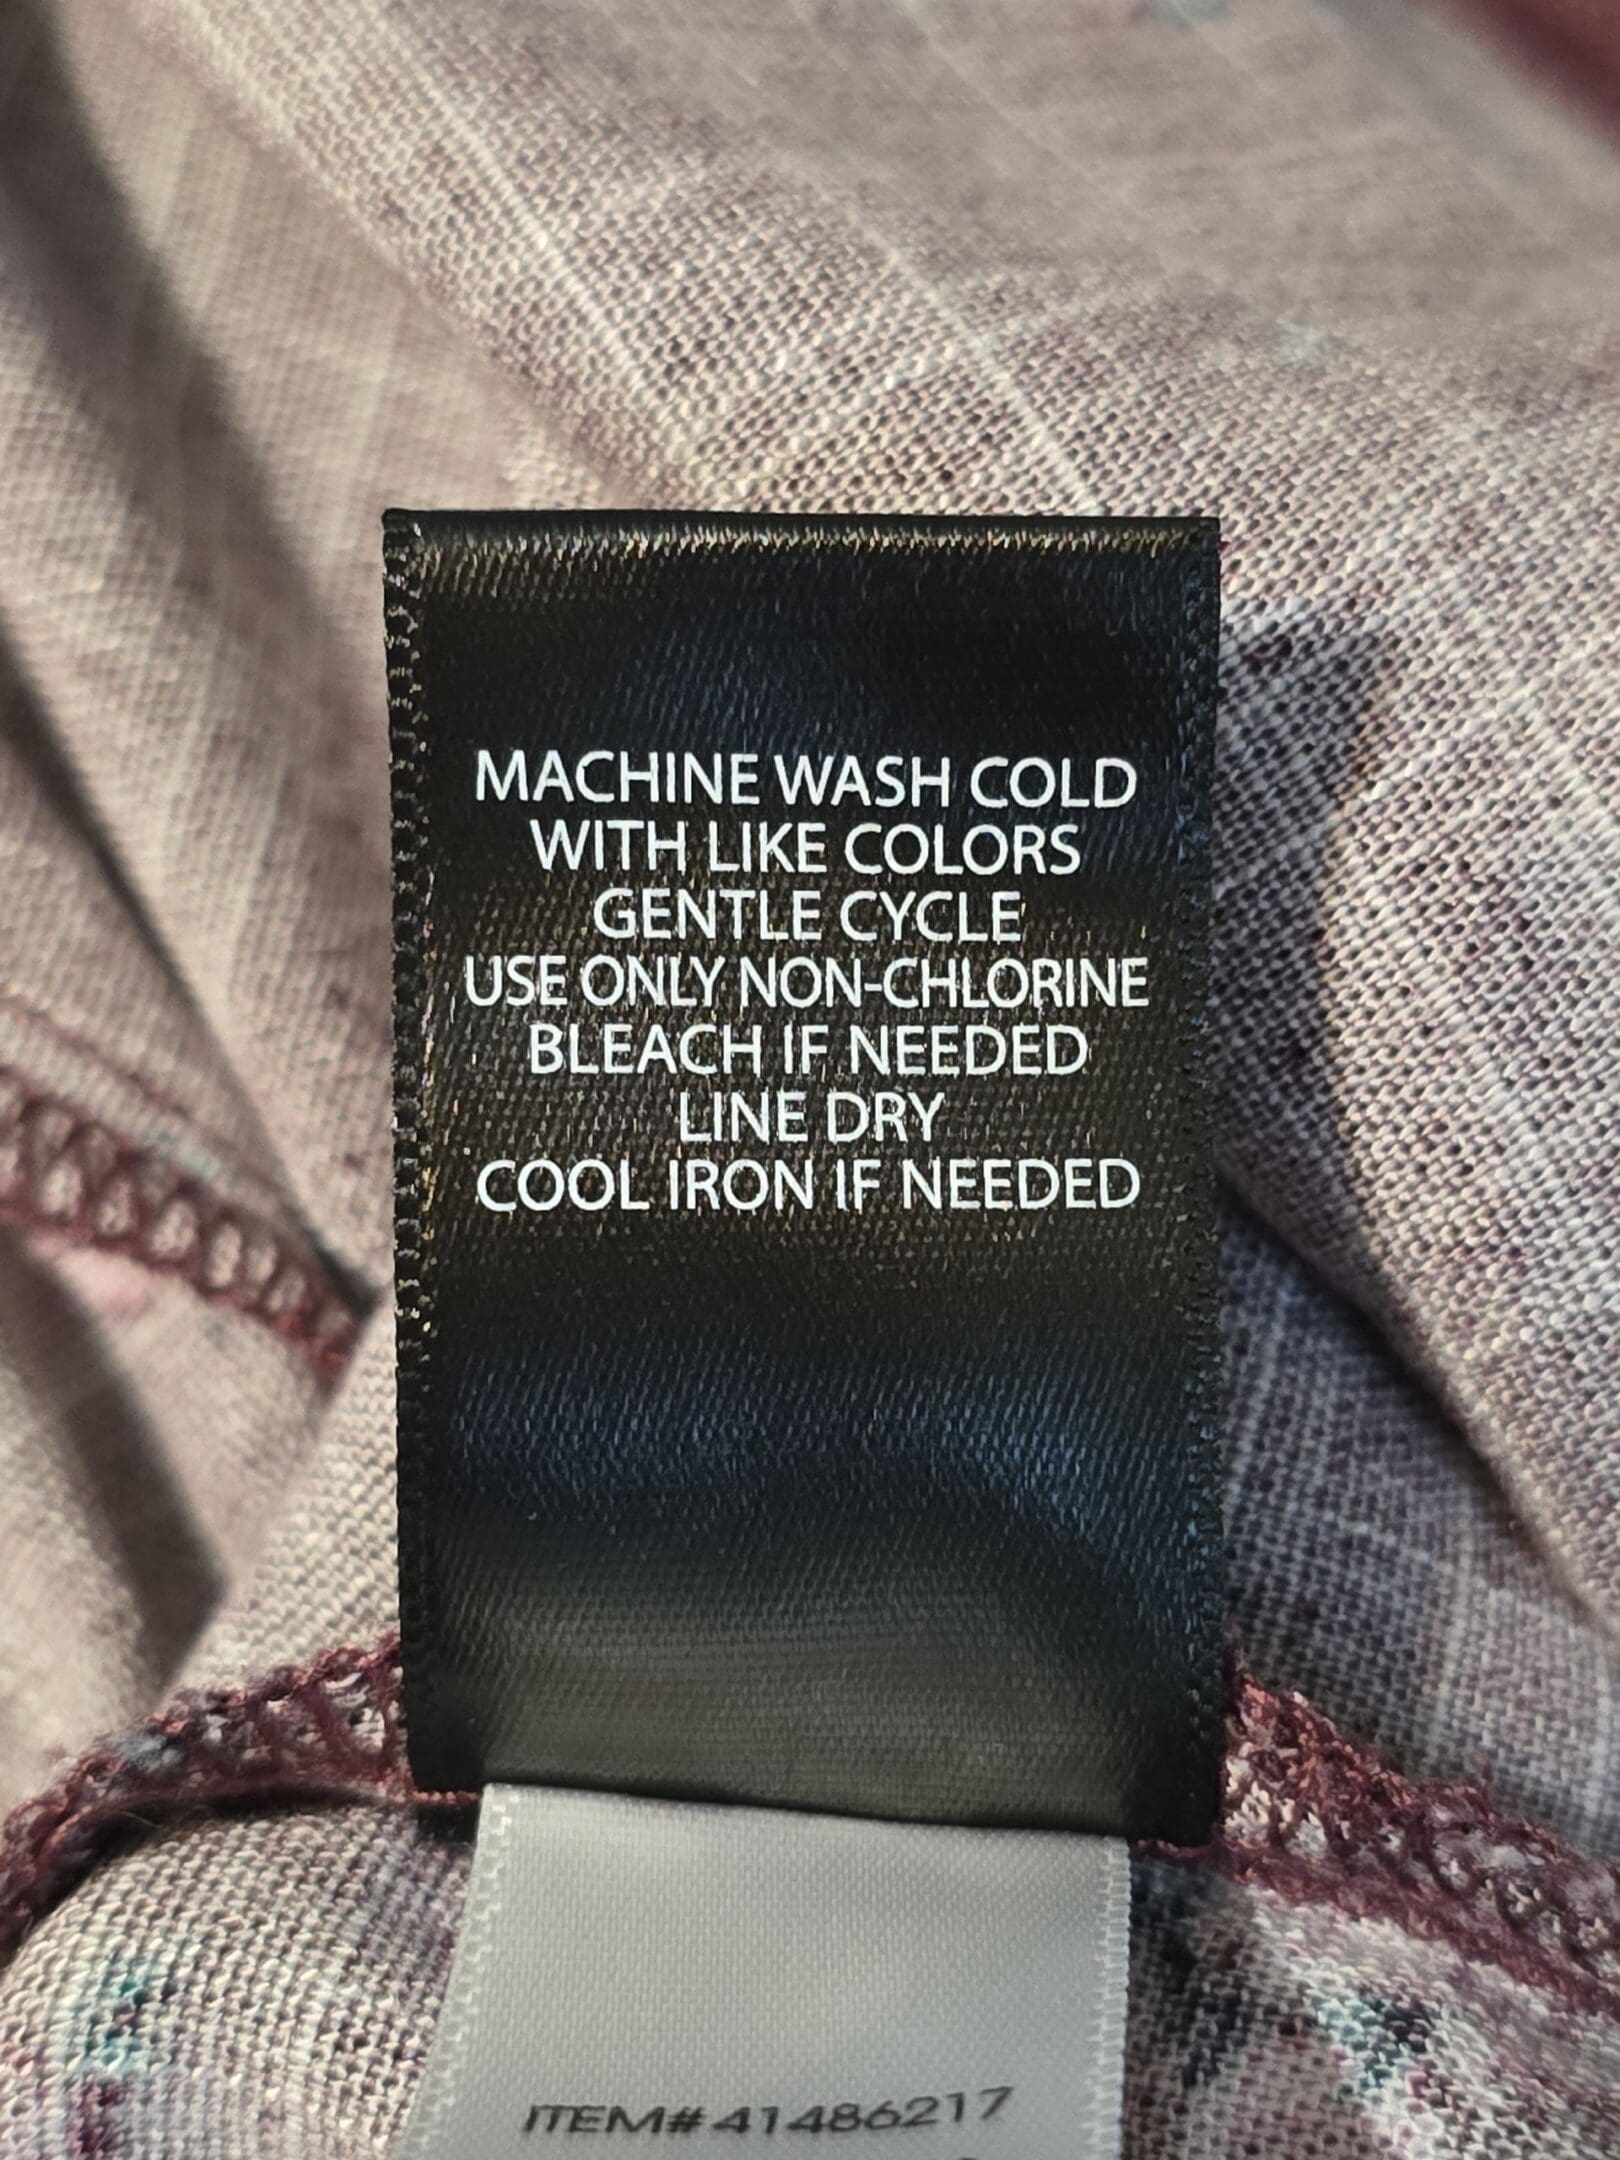 MACHINE WASH COLD
WITH LIKE COLORS
GENTLE CYCLE
USE ONLY NON-CHLORINE
BLEACH IF NEEDED
LINE DRY
COOL IRON IF NEEDED
ITEM# 41486217